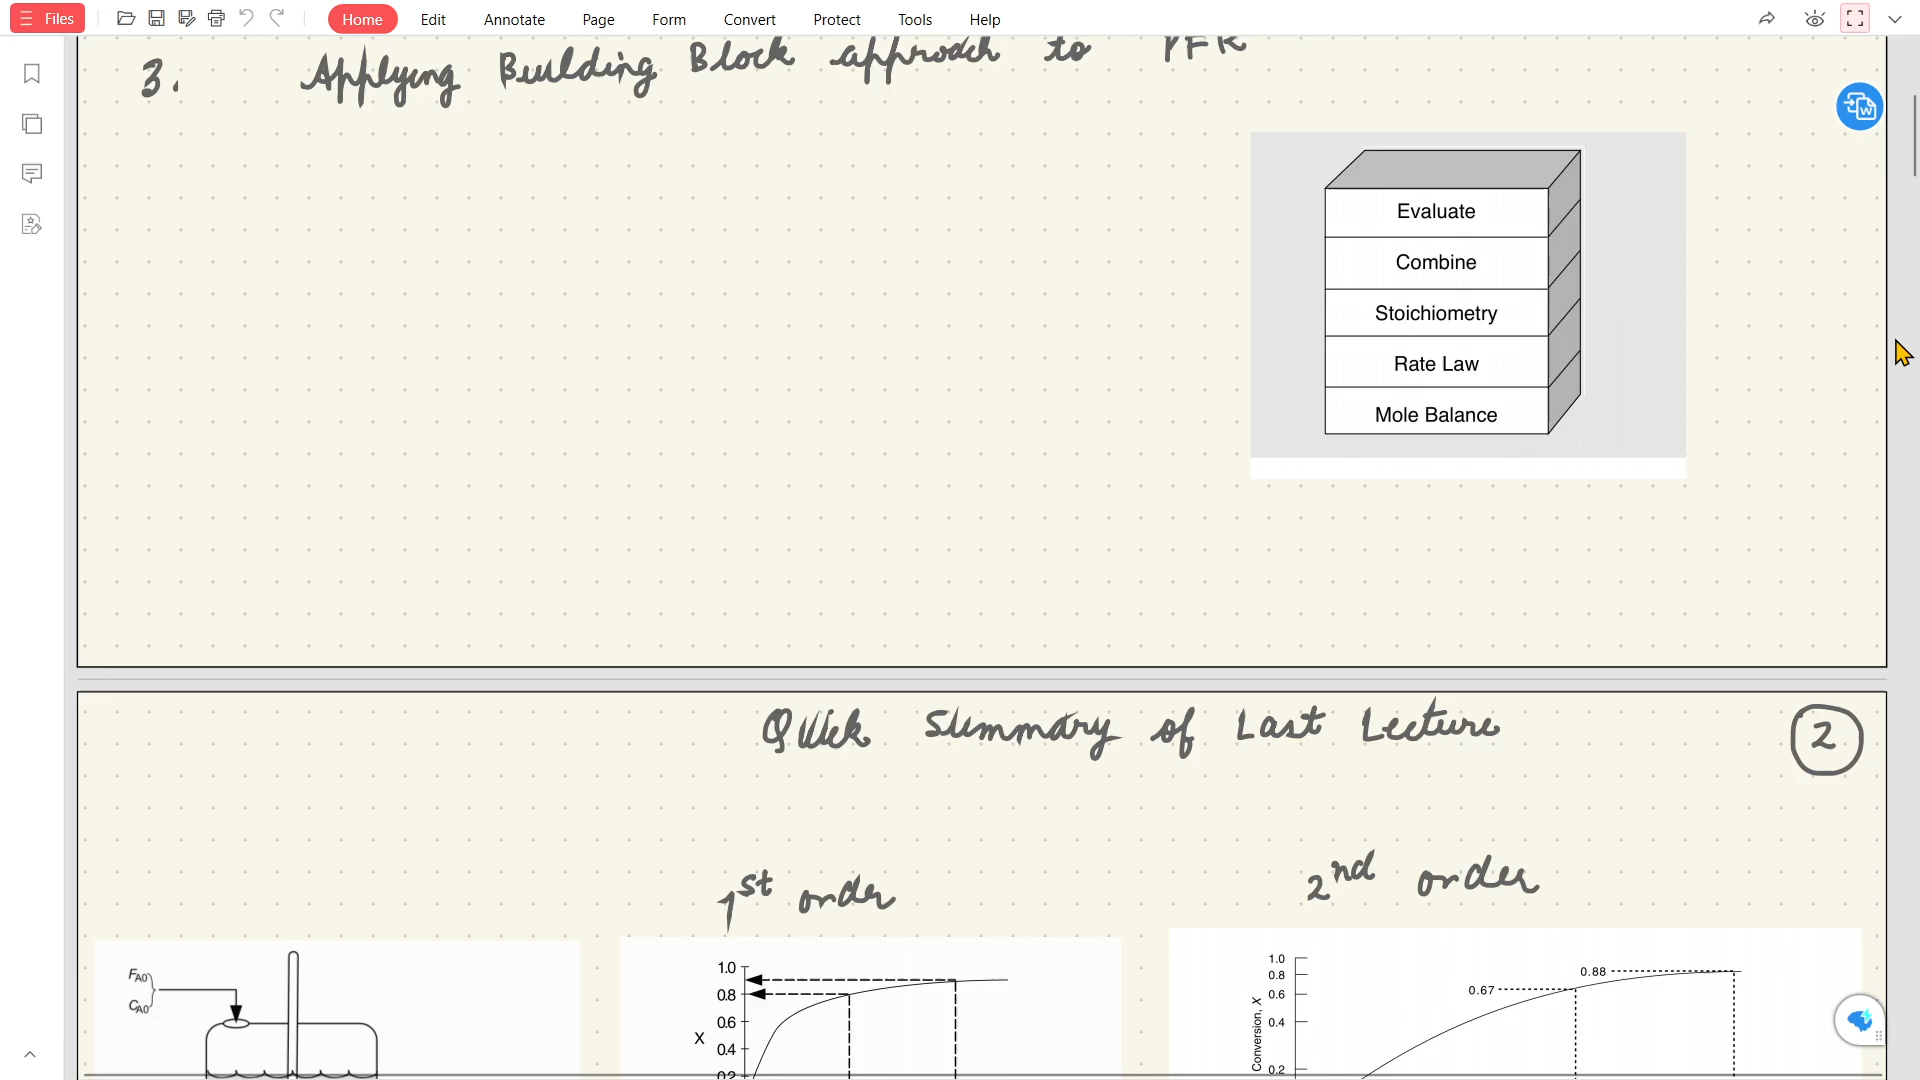 Files
Home Edit Annotate Page Form Convert Protect Tools Help
3. Applying Building Block approach to PFR
Evaluate
Combine
Stoichiometry
Rate Law
Mole Balance
Quick Summary of Last Lecture
2
1st order
2nd order
FA0
CA0
1.0
0.8
0.6
0.4
0.2
X
1.0
0.8
0.6
0.4
0.2
Conversion, X
0.67
0.88
W